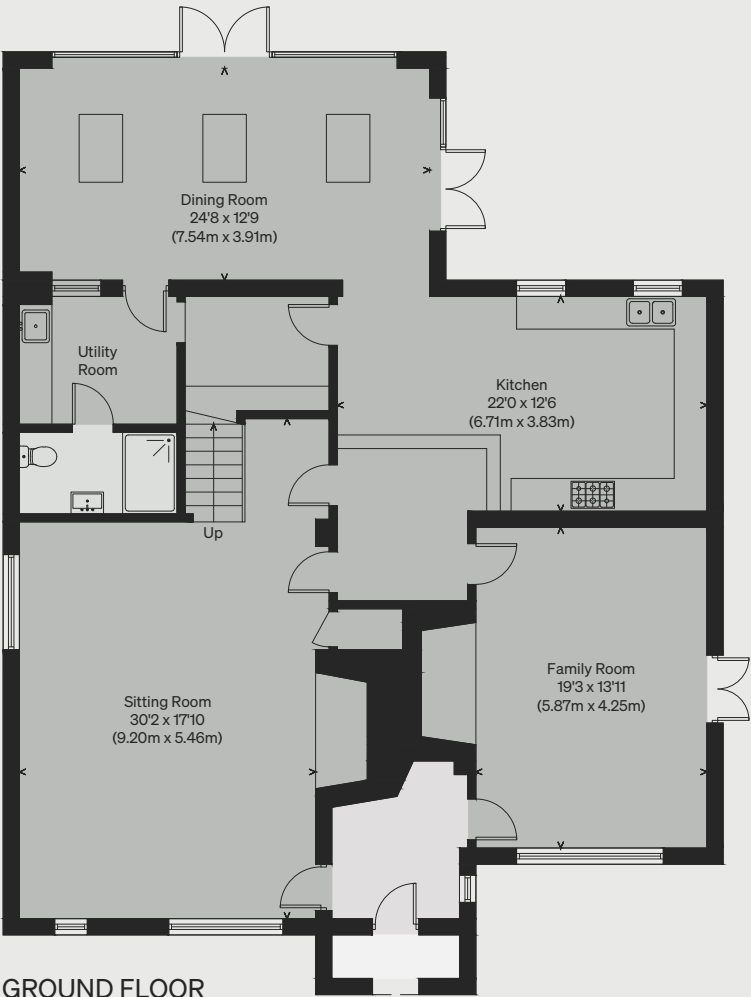 Dining Room
24'8 x 12'9
(7.54m x 3.91m)
Utility
Room
Kitchen
22'0 x 12'6
(6.71m x 3.83m)
Up
Family Room
19'3 x 13'11
(5.87m x 4.25m)
Sitting Room
30'2 x 17'10
(9.20m x 5.46m)
GROUND FLOOR